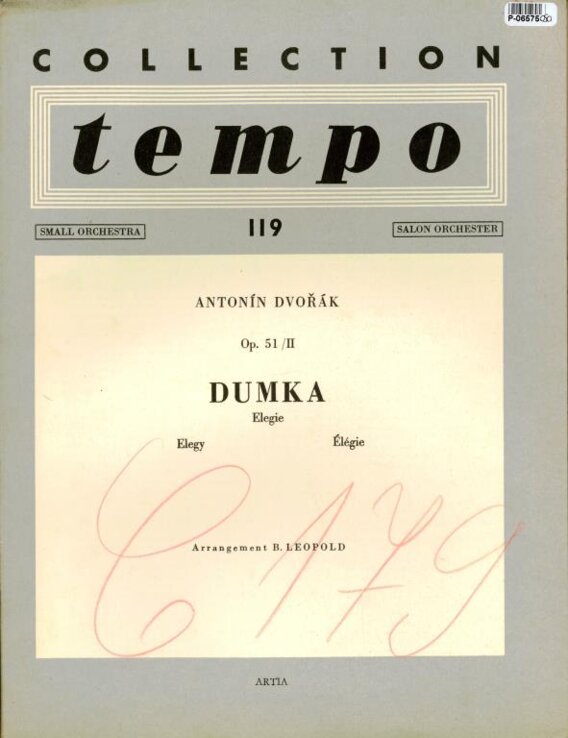 P-06575
COLLECTION
tempo
SMALL ORCHESTRA 119 SALON ORCHESTER
ANTONÍN DVOŘÁK
Op. 51/II
DUMKA
Elegie
Elegy Élégie
Arrangement B. LEOPOLD
C 179
ARTIA